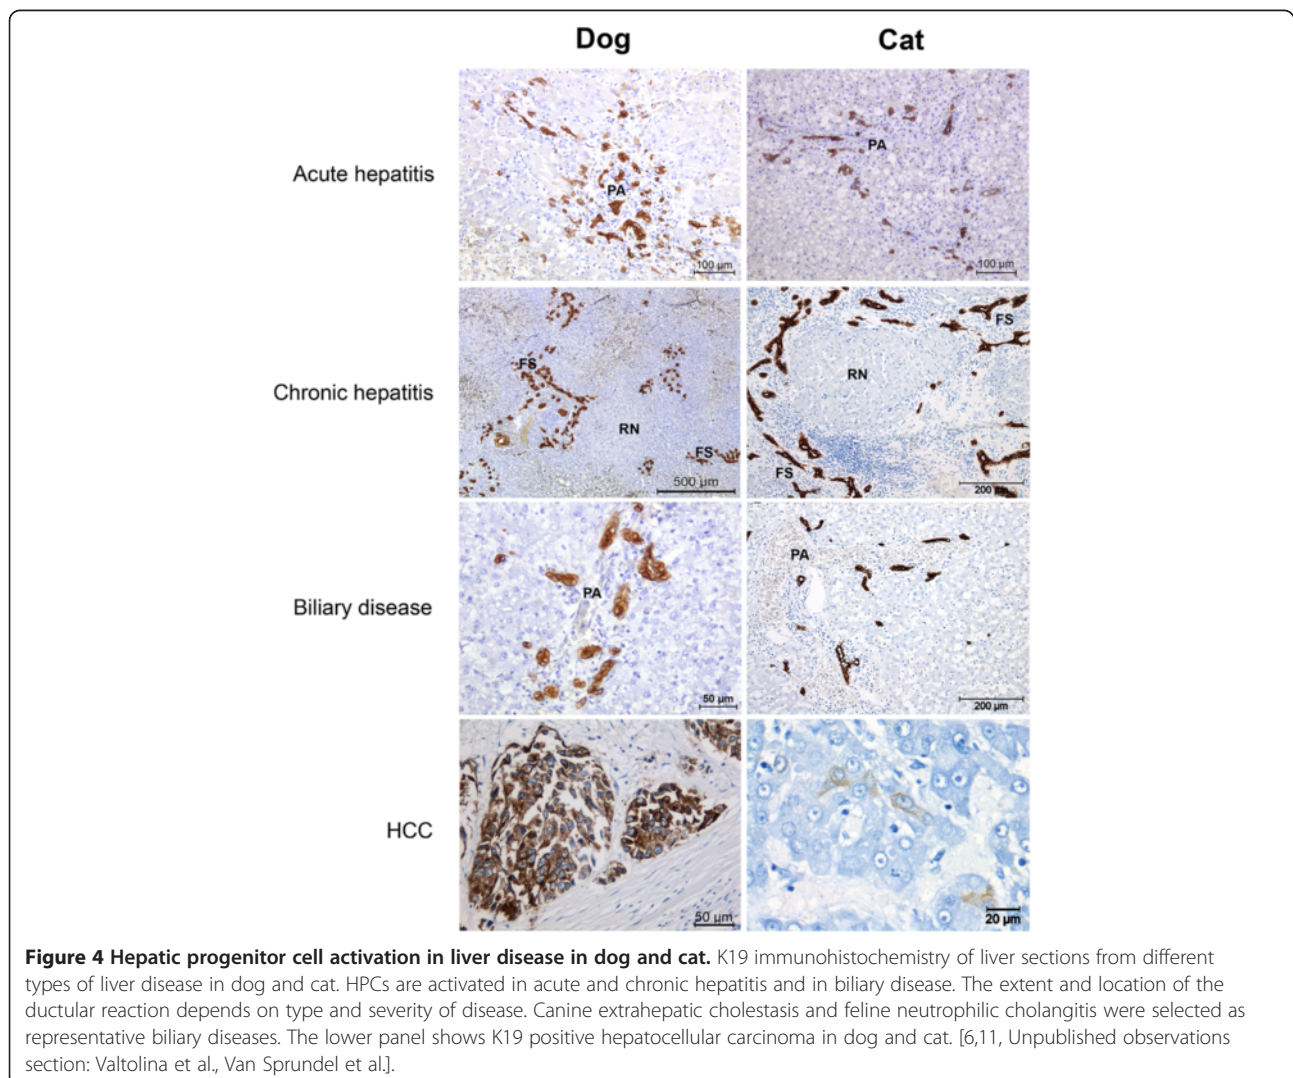 Dog Cat
Acute hepatitis
PA
100 µm
PA
100 µm
Chronic hepatitis
FS
RN
FS
500 µm
FS
RN
FS
200 µm
Biliary disease
PA
50 µm
PA
200 µm
HCC
50 µm
20 µm
Figure 4 Hepatic progenitor cell activation in liver disease in dog and cat. K19 immunohistochemistry of liver sections from different
types of liver disease in dog and cat. HPCs are activated in acute and chronic hepatitis and in biliary disease. The extent and location of the
ductular reaction depends on type and severity of disease. Canine extrahepatic cholestasis and feline neutrophilic cholangitis were selected as
representative biliary diseases. The lower panel shows K19 positive hepatocellular carcinoma in dog and cat. [6,11, Unpublished observations
section: Valtolina et al., Van Sprundel et al.].